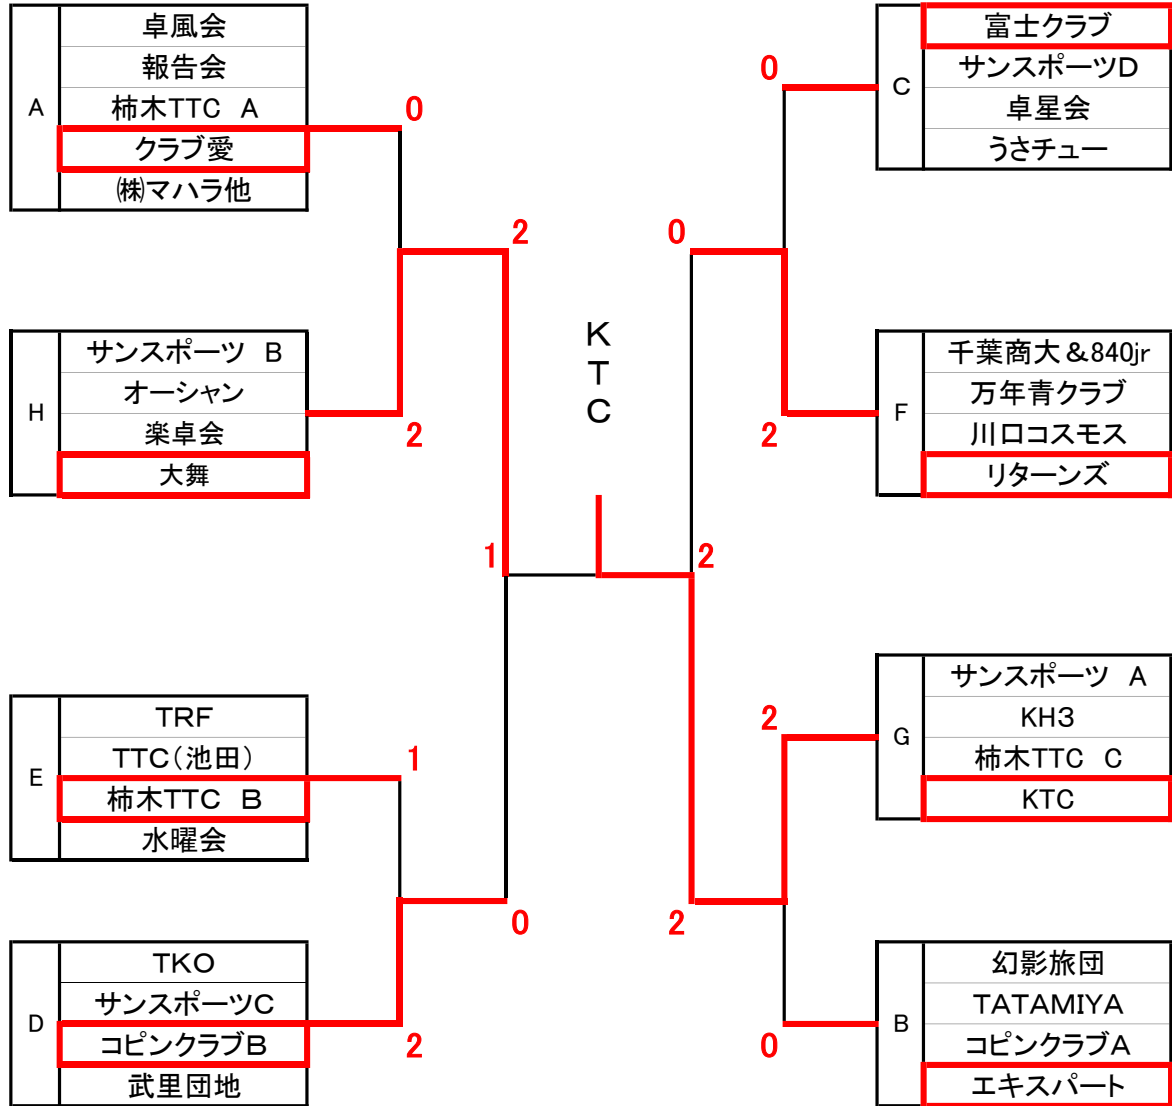 A
卓風会
報告会
柿木TTC A
クラブ愛
㈱マハラ他
0
H
サンスポーツ B
オーシャン
楽卓会
大舞
2
2
E
TRF
TTC(池田)
柿木TTC B
水曜会
1
D
TKO
サンスポーツC
コピンクラブB
武里団地
2
0
1
KTC
2
C
富士クラブ
サンスポーツD
卓星会
うさチュー
0
0
F
千葉商大&840jr
万年青クラブ
川口コスモス
リターンズ
2
G
サンスポーツ A
KH3
柿木TTC C
KTC
2
2
B
幻影旅団
TATAMIYA
コピンクラブA
エキスパート
0